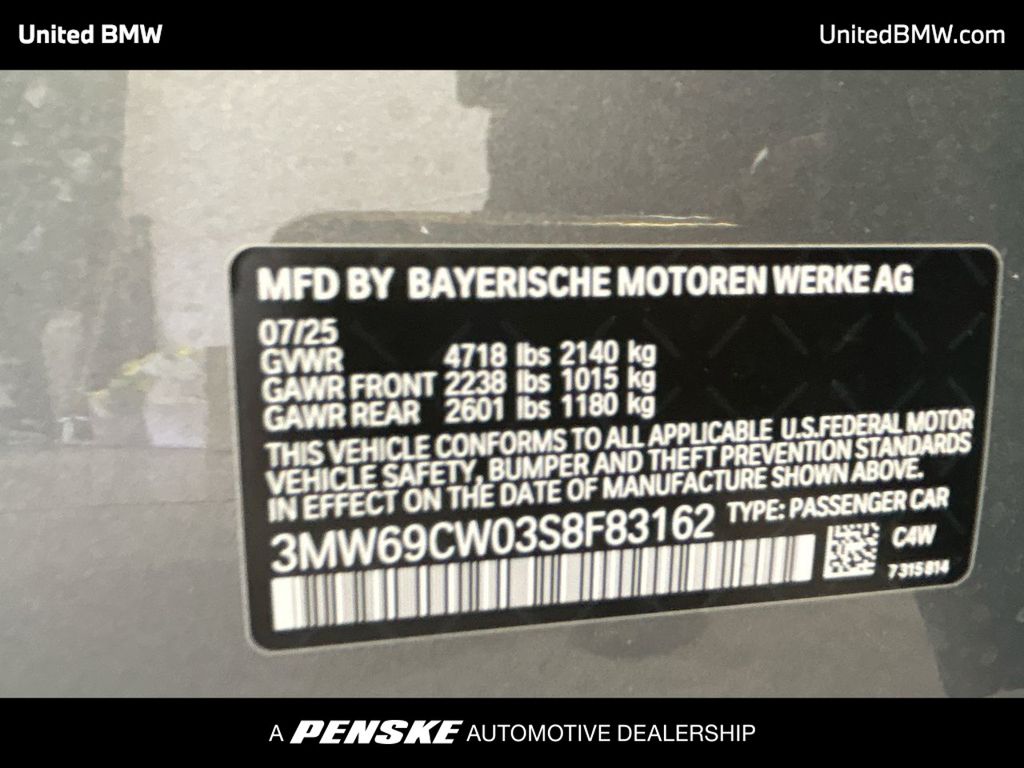 United BMW
UnitedBMW.com
MFD BY BAYERISCHE MOTOREN WERKE AG
07/25
GVWR 4718 lbs 2140 kg
GAWR FRONT 2238 lbs 1015 kg
GAWR REAR 2601 lbs 1180 kg
THIS VEHICLE CONFORMS TO ALL APPLICABLE U.S.FEDERAL MOTOR
VEHICLE SAFETY, BUMPER AND THEFT PREVENTION STANDARDS
IN EFFECT ON THE DATE OF MANUFACTURE SHOWN ABOVE.
3MW69CW03S8F83162 TYPE: PASSENGER CAR
C4W
7315814
A PENSKE AUTOMOTIVE DEALERSHIP